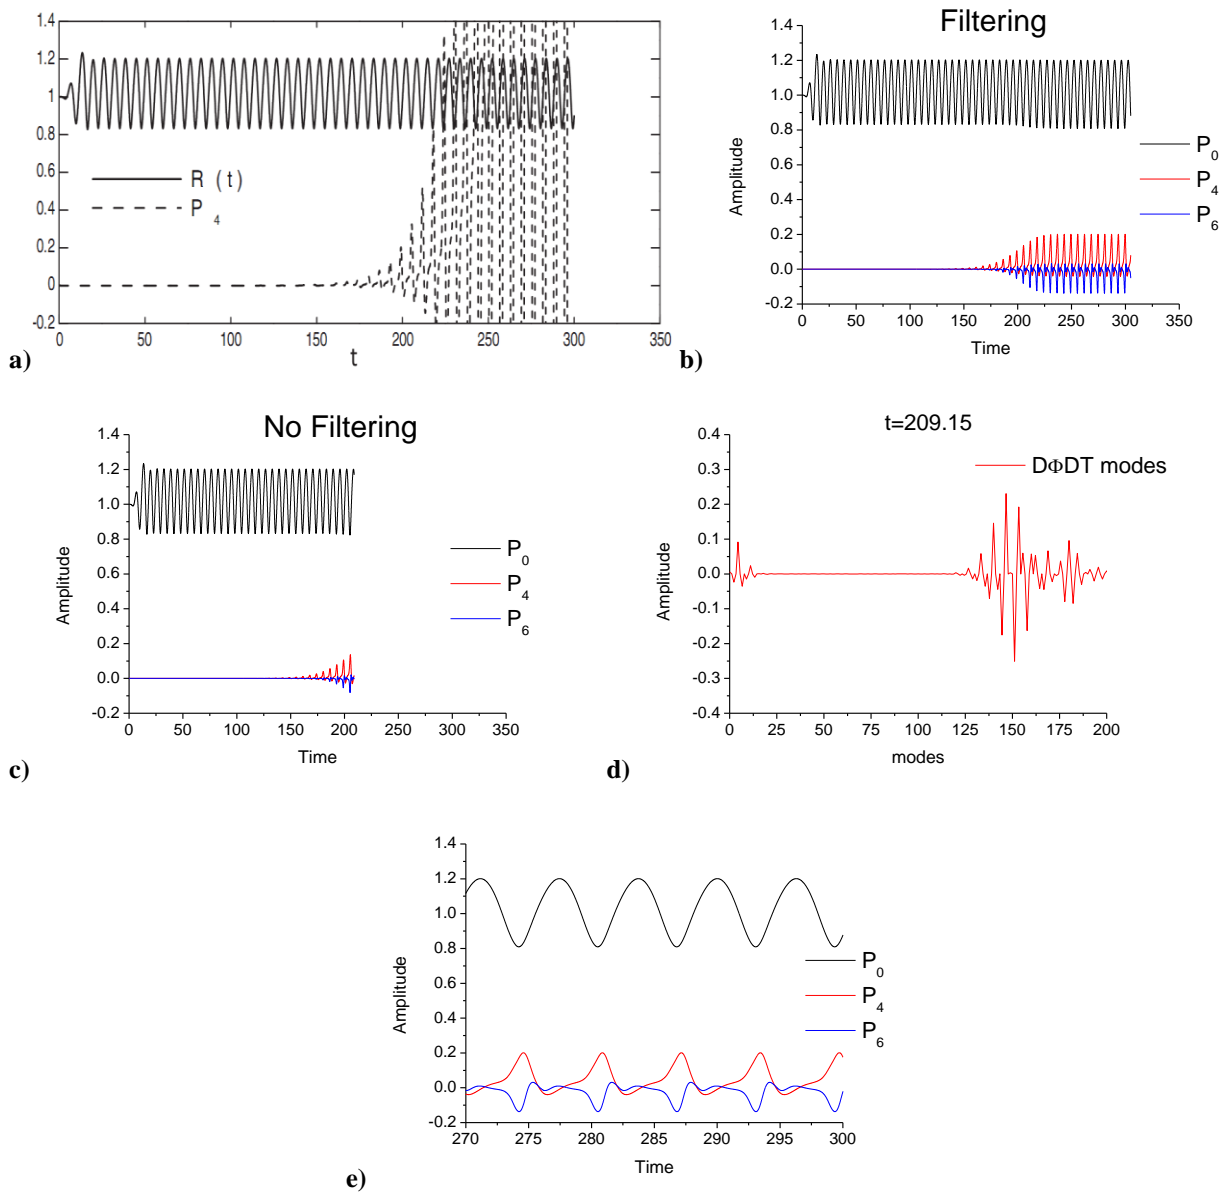 1.4
1.2
1
0.8
0.6
0.4
0.2
0
-0.2
0 50 100 150 200 250 300 350
t
R (t)
P 4
a)
Filtering
1.4
1.2
1.0
0.8
0.6
0.4
0.2
0.0
-0.2
Amplitude
0 50 100 150 200 250 300 350
Time
P0
P4
P6
b)
No Filtering
1.4
1.2
1.0
0.8
0.6
0.4
0.2
0.0
-0.2
Amplitude
0 50 100 150 200 250 300 350
Time
P0
P4
P6
c)
t=209.15
0.4
0.3
0.2
0.1
0.0
-0.1
-0.2
-0.3
-0.4
Amplitude
0 25 50 75 100 125 150 175 200
modes
DΦDT modes
d)
1.4
1.2
1.0
0.8
0.6
0.4
0.2
0.0
-0.2
Amplitude
270 275 280 285 290 295 300
Time
P0
P4
P6
e)